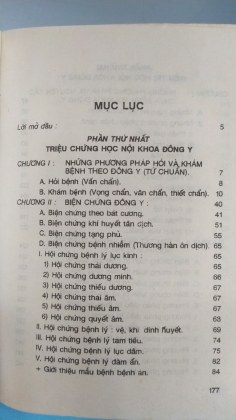 MỤC LỤC
Lời mở đầu : 5
PHẦN THỨ NHẤT
TRIỆU CHỨNG HỌC NỘI KHOA ĐÔNG Y
CHƯƠNG I : NHỮNG PHƯƠNG PHÁP HỎI VÀ KHÁM
BỆNH THEO ĐÔNG Y (TỨ CHUẨN). 7
A. Hỏi bệnh (Vấn chẩn). 7
B. Khám bệnh (Vọng chẩn, văn chẩn, thiết chẩn). 10
CHƯƠNG II : BIỆN CHỨNG ĐÔNG Y : 40
A. Biện chứng theo bát cương. 41
B. Biện chứng khí huyết tân dịch. 51
C. Biện chứng tạng phủ. 55
D. Biện chứng bệnh nhiễm (Thương hàn ôn dịch). 65
I. Hội chứng bệnh lý lục kinh : 65
1) Hội chứng thái dương. 65
2) Hội chứng dương minh. 66
3) Hội chứng thiếu dương. 67
4) Hội chứng thái âm. 67
5) Hội chứng thiếu âm. 68
6) Hội chứng quyết âm. 68
II. Hội chứng bệnh lý : vệ, khí dinh huyết. 69
III. Hội chứng bệnh lý tam tiêu. 74
IV. Hội chứng bệnh lý lục dâm. 75
V. Hội chứng bệnh lý đàm ẩm. 82
+ Giới thiệu mẫu bệnh bệnh án. 84
177